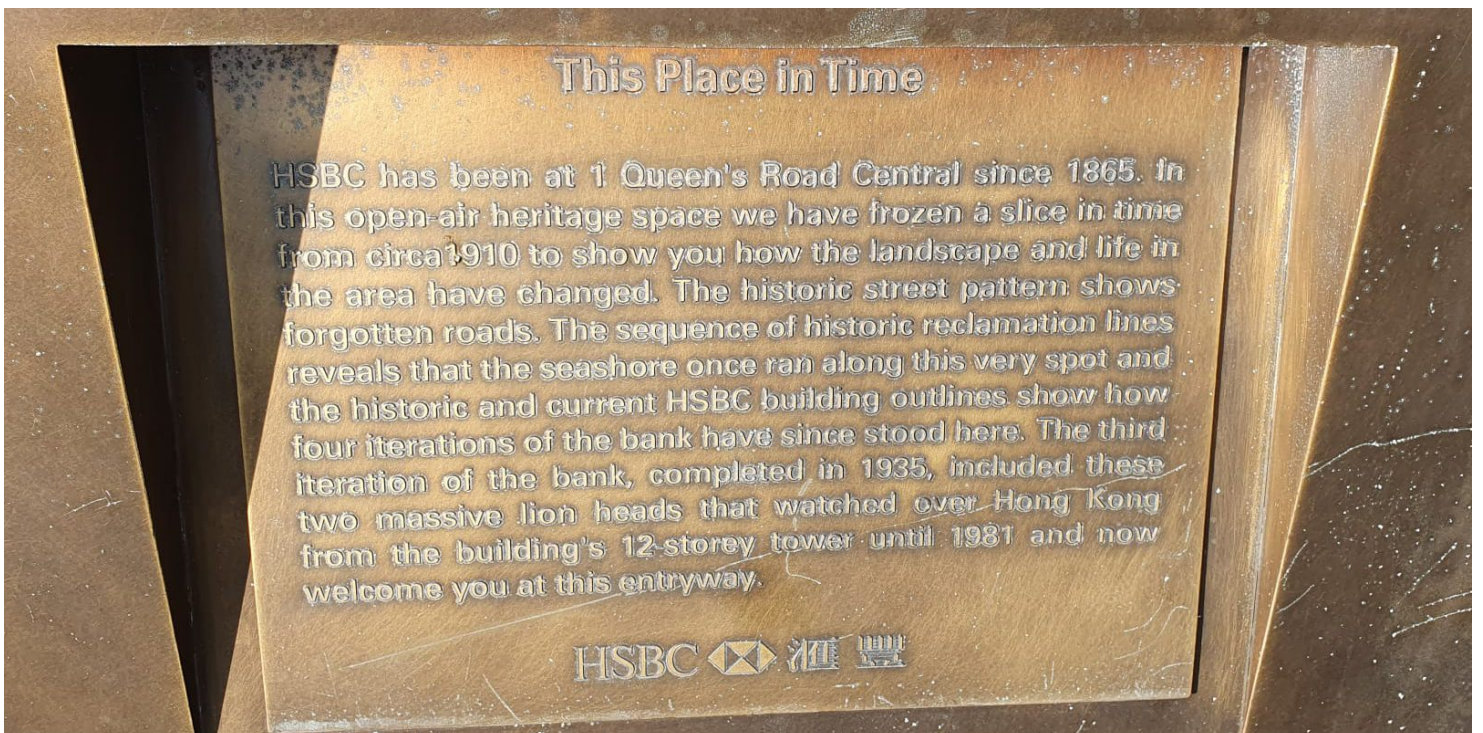 This Place in Time
HSBC has been at 1 Queen's Road Central since 1865. In
this open-air heritage space we have frozen a slice in time
from circa1910 to show you how the landscape and life in
the area have changed. The historic street pattern shows
forgotten roads. The sequence of historic reclamation lines
reveals that the seashore once ran along this very spot and
the historic and current HSBC building outlines show how
four iterations of the bank have since stood here. The third
iteration of the bank, completed in 1935, included these
two massive lion heads that watched over Hong Kong
from the building's 12-storey tower until 1981 and now
welcome you at this entryway.
HSBC 滙豐